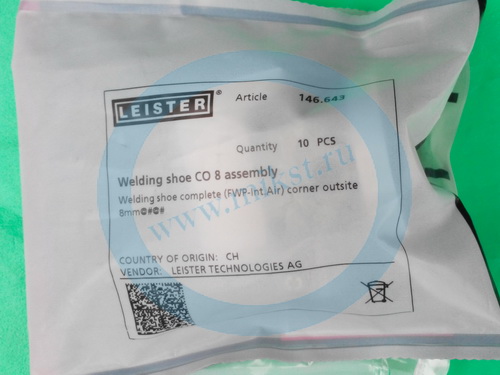 LEISTER® Article 146.643
Quantity 10 PCS
Welding shoe CO 8 assembly
Welding shoe complete (FWP-int.Air) corner outsite
8mm@#@#
COUNTRY OF ORIGIN: CH
VENDOR: LEISTER TECHNOLOGIES AG